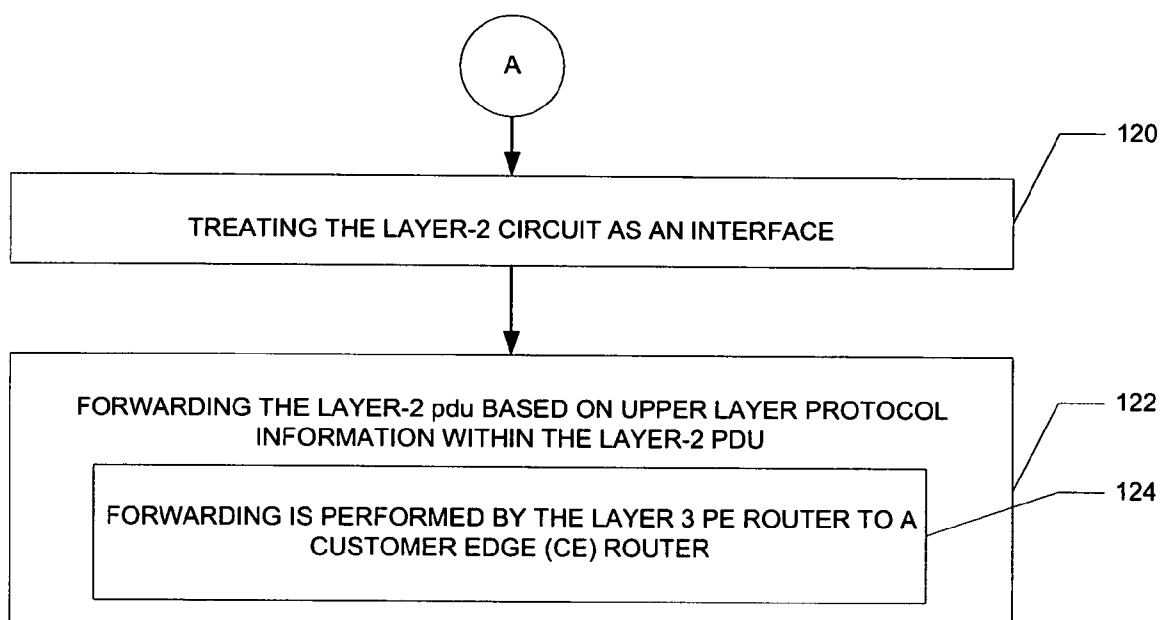 A
120
TREATING THE LAYER-2 CIRCUIT AS AN INTERFACE
FORWARDING THE LAYER-2 pdu BASED ON UPPER LAYER PROTOCOL
INFORMATION WITHIN THE LAYER-2 PDU
122
124
FORWARDING IS PERFORMED BY THE LAYER 3 PE ROUTER TO A
CUSTOMER EDGE (CE) ROUTER